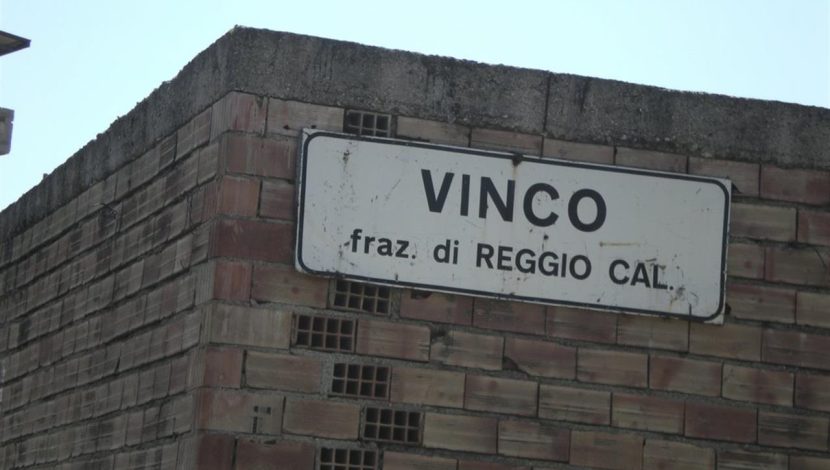 VINCO
fraz. di REGGIO CAL.